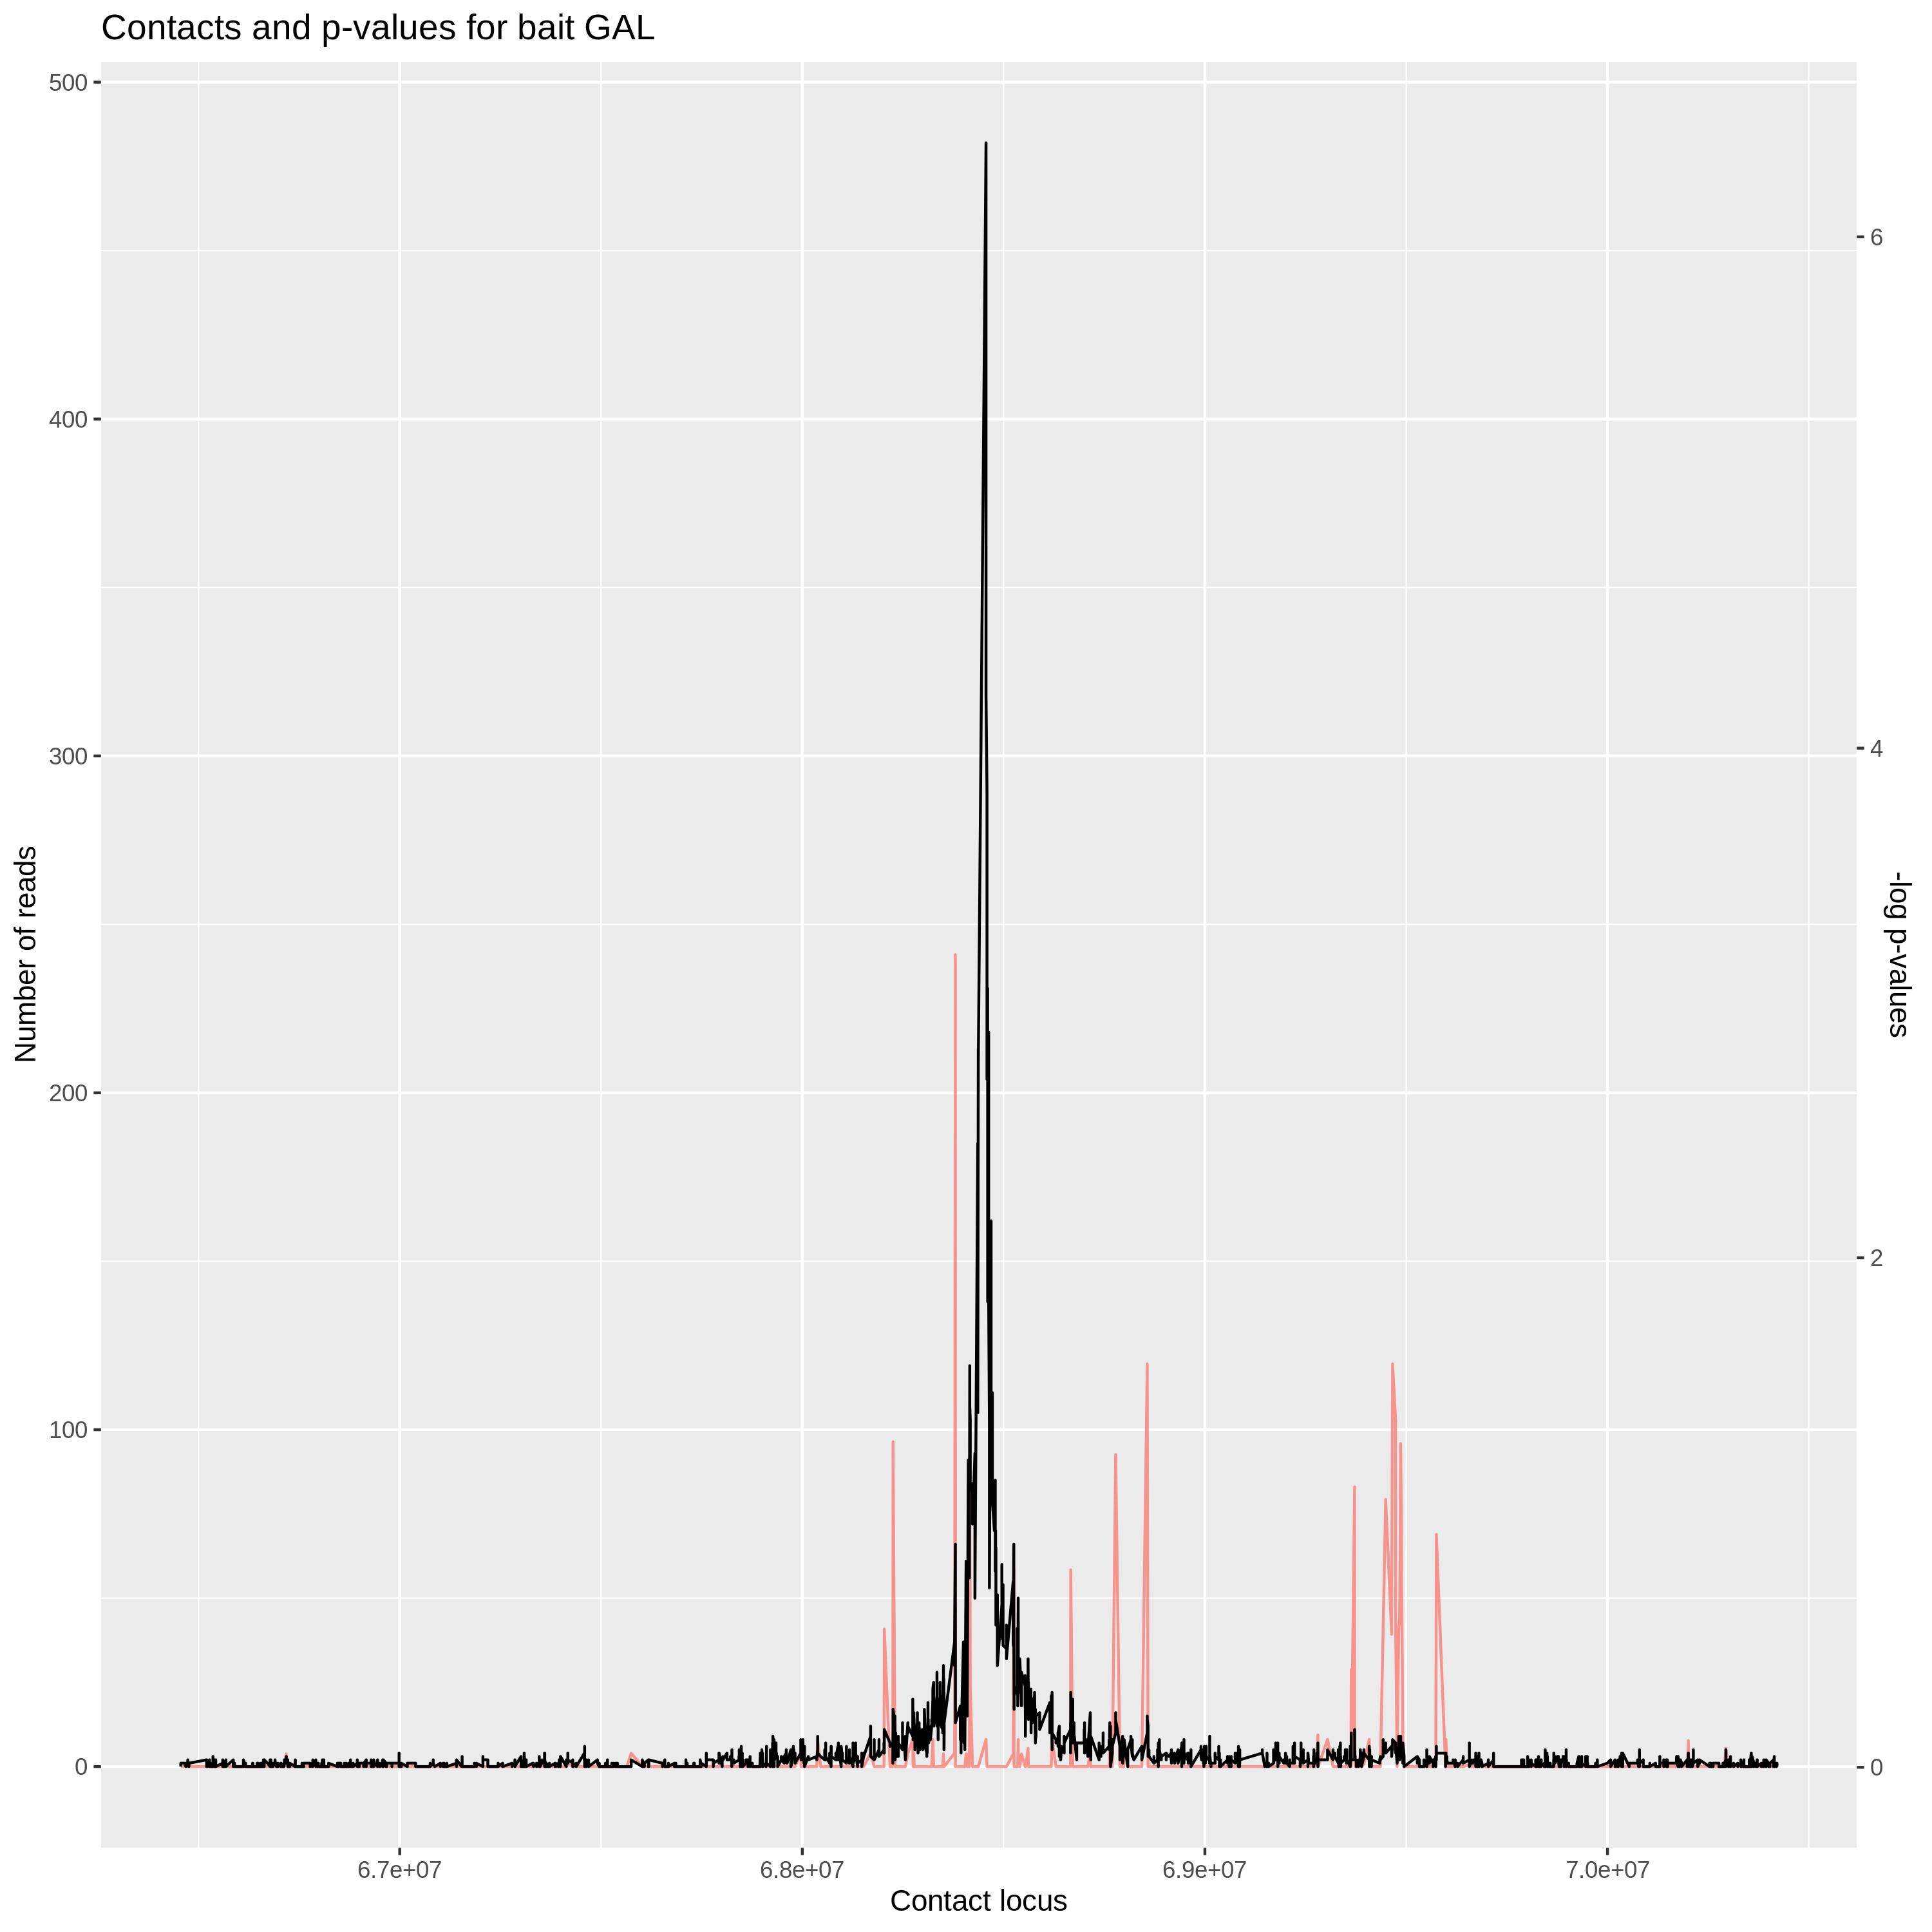 Contacts and p-values for bait GAL
500
400
300
200
100
0
Number of reads
6
4
2
0
-log p-values
6.7e+07
6.8e+07
6.9e+07
7.0e+07
Contact locus